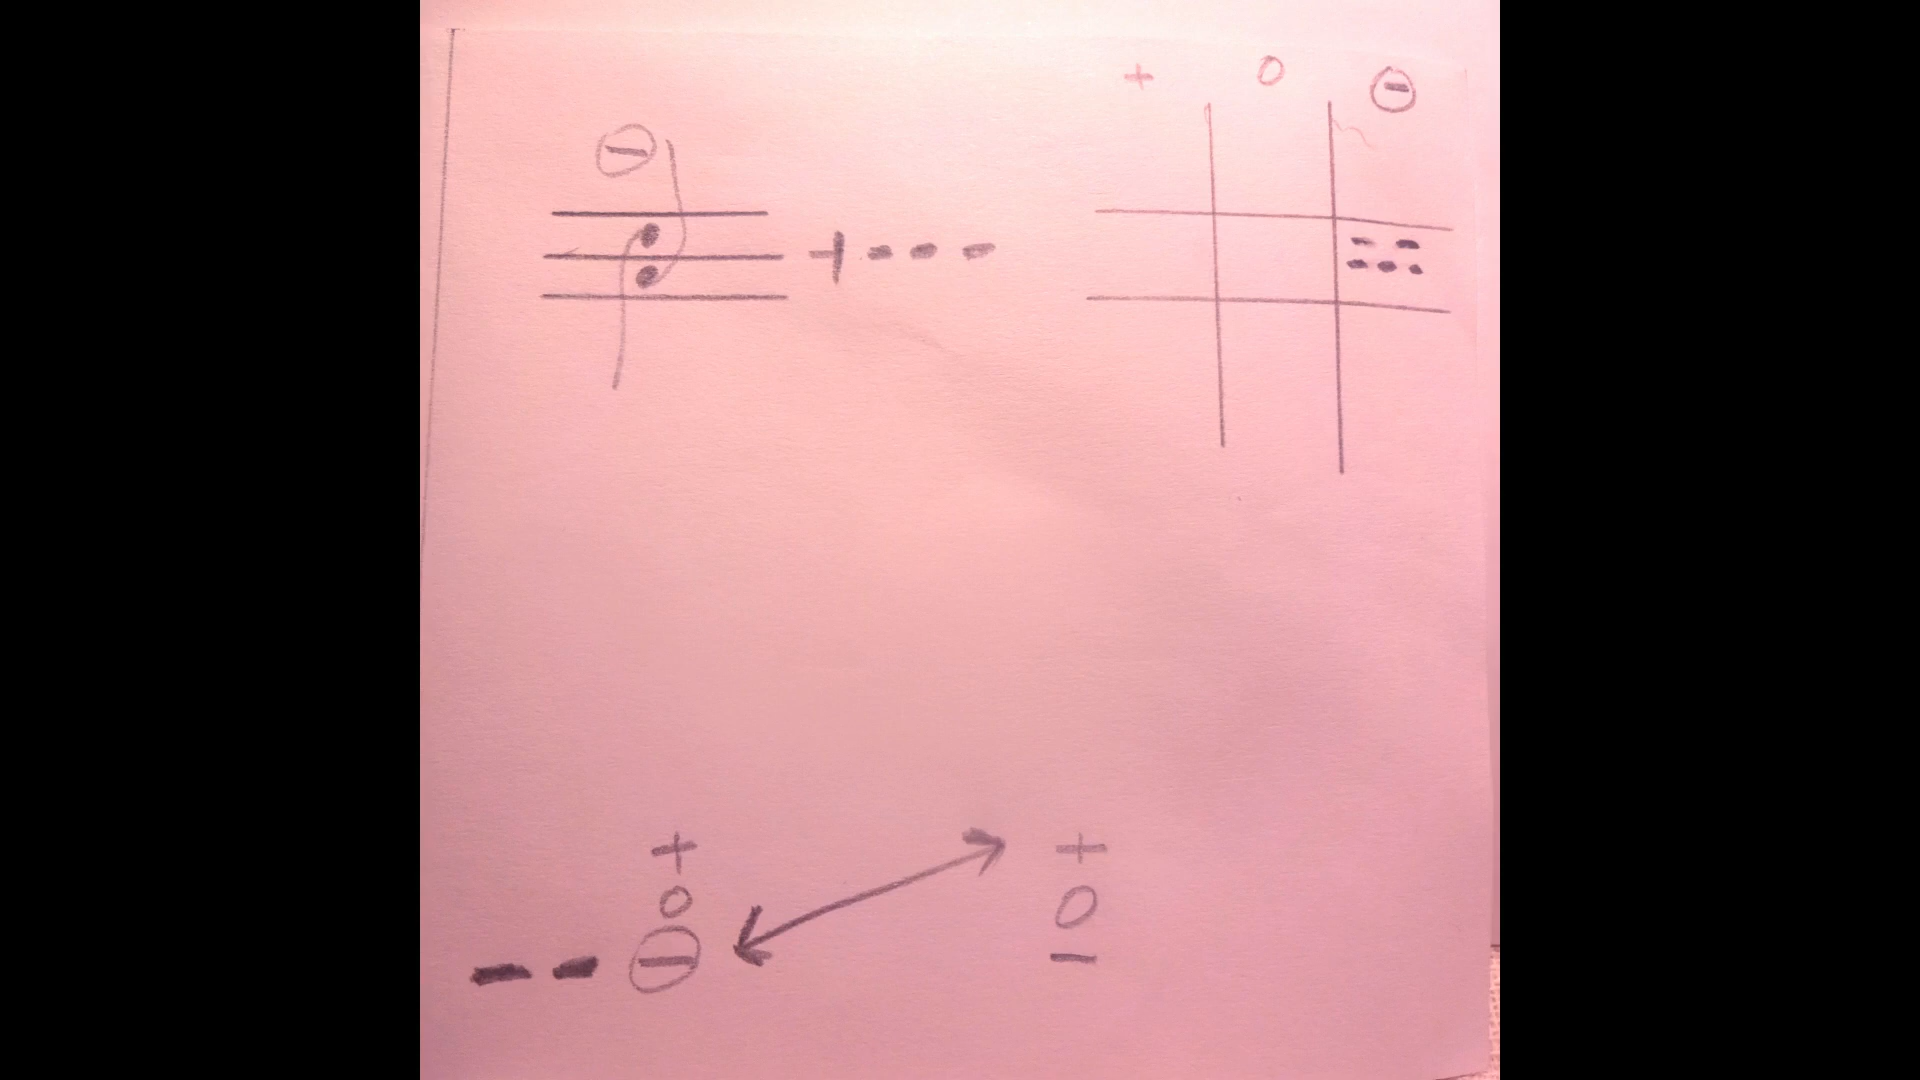 + 0 -
-
+ - - -
- -
- - -
+ +
0 0
- - - -